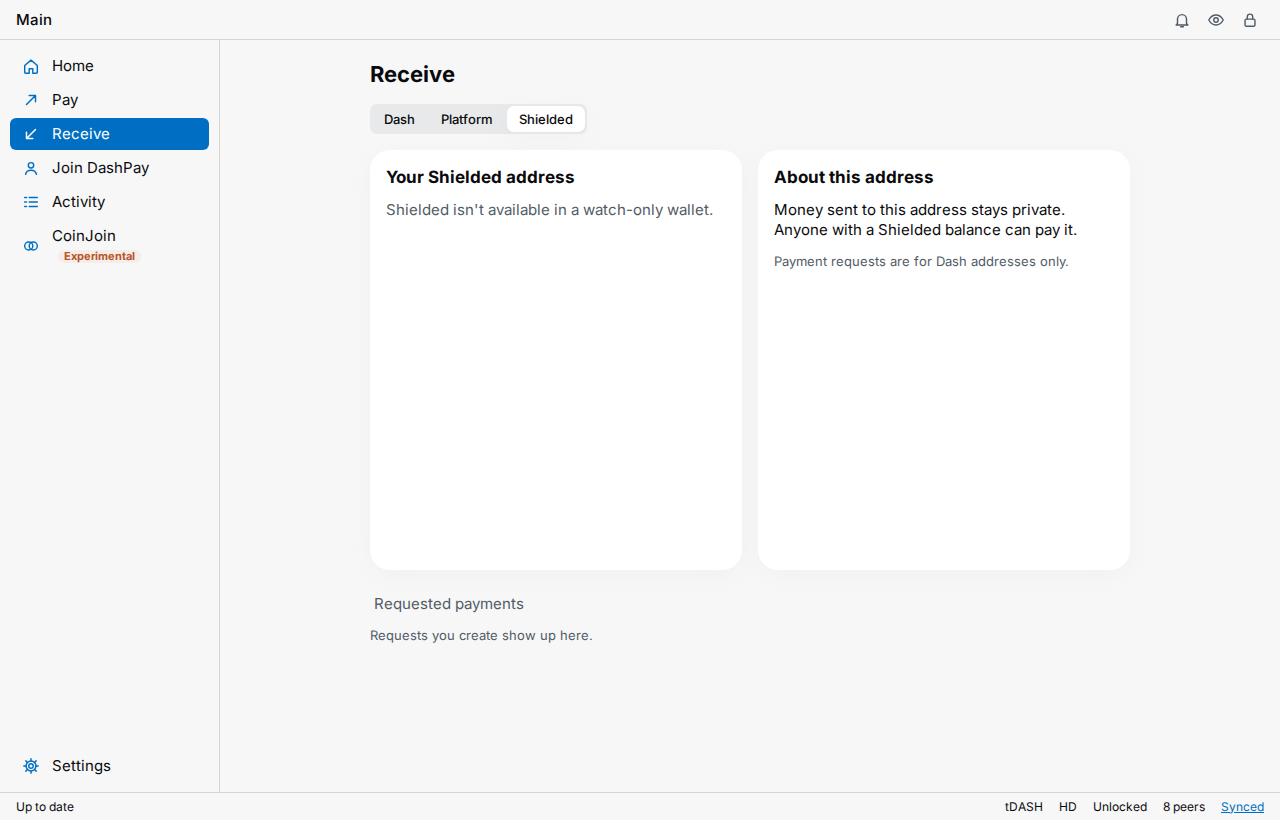 Main
Home
Pay
Receive
Join DashPay
Activity
CoinJoin
Experimental
Settings
Receive
Dash Platform Shielded
Your Shielded address
Shielded isn't available in a watch-only wallet.
About this address
Money sent to this address stays private.
Anyone with a Shielded balance can pay it.
Payment requests are for Dash addresses only.
Requested payments
Requests you create show up here.
Up to date
tDASH HD Unlocked 8 peers Synced